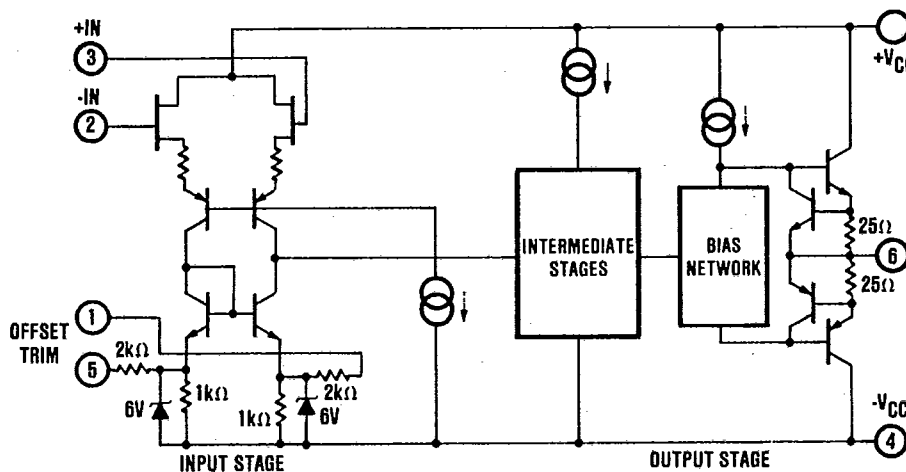 +IN
3
+VCC
-IN
2
INTERMEDIATE
STAGES
BIAS
NETWORK
25Ω
6
25Ω
1
OFFSET
TRIM
5
2kΩ
2kΩ
6V
1kΩ
1kΩ
6V
-VCC
4
INPUT STAGE
OUTPUT STAGE